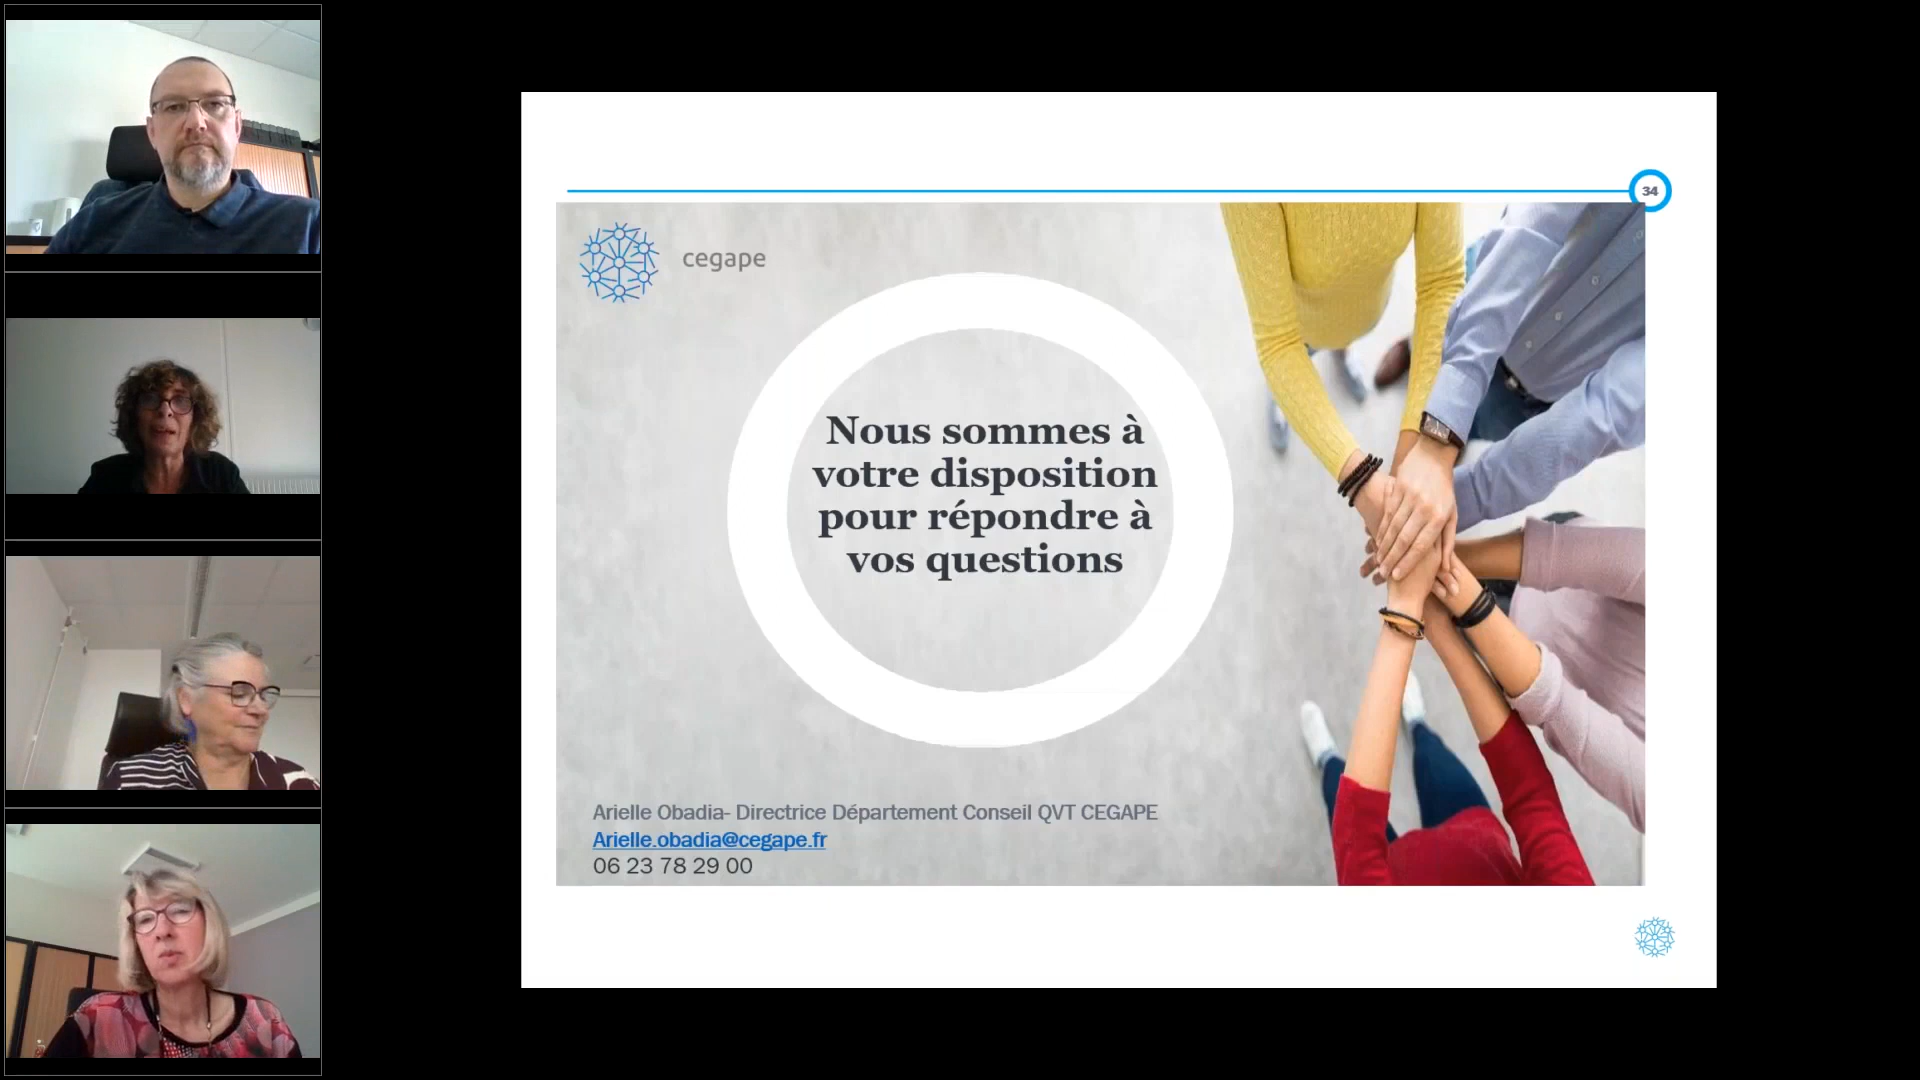 34
cegape
Nous sommes à
votre disposition
pour répondre à
vos questions
Arielle Obadia- Directrice Département Conseil QVT CEGAPE
Arielle.obadia@cegape.fr
06 23 78 29 00